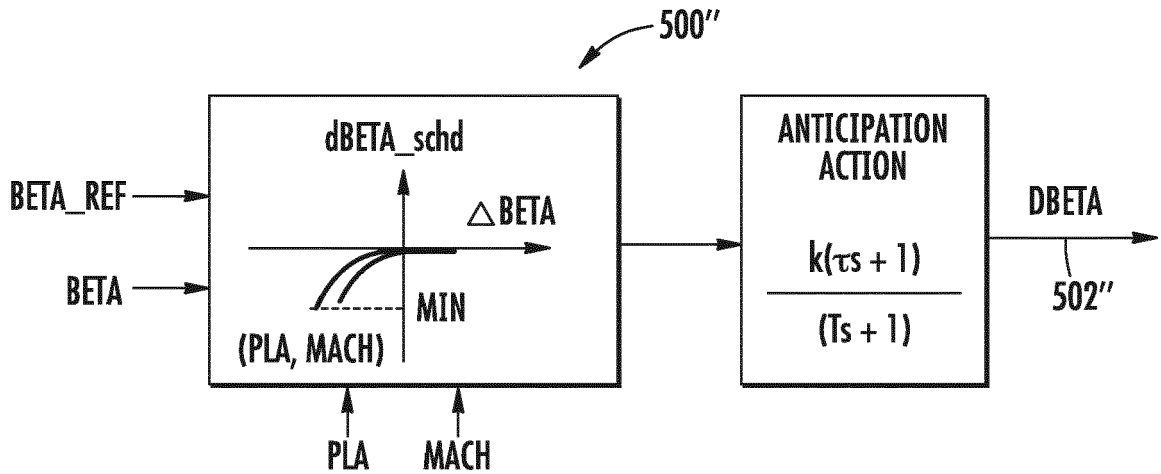 500"
dBETA_schd
△BETA
BETA_REF
BETA
MIN
(PLA, MACH)
PLA
MACH
ANTICIPATION
ACTION
k(τs + 1)
(Ts + 1)
DBETA
502"